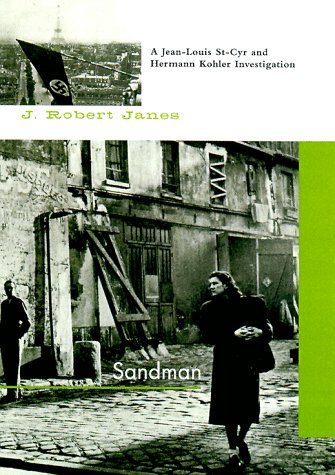 A Jean-Louis St-Cyr and
Hermann Kohler Investigation
J. Robert Janes
Sandman